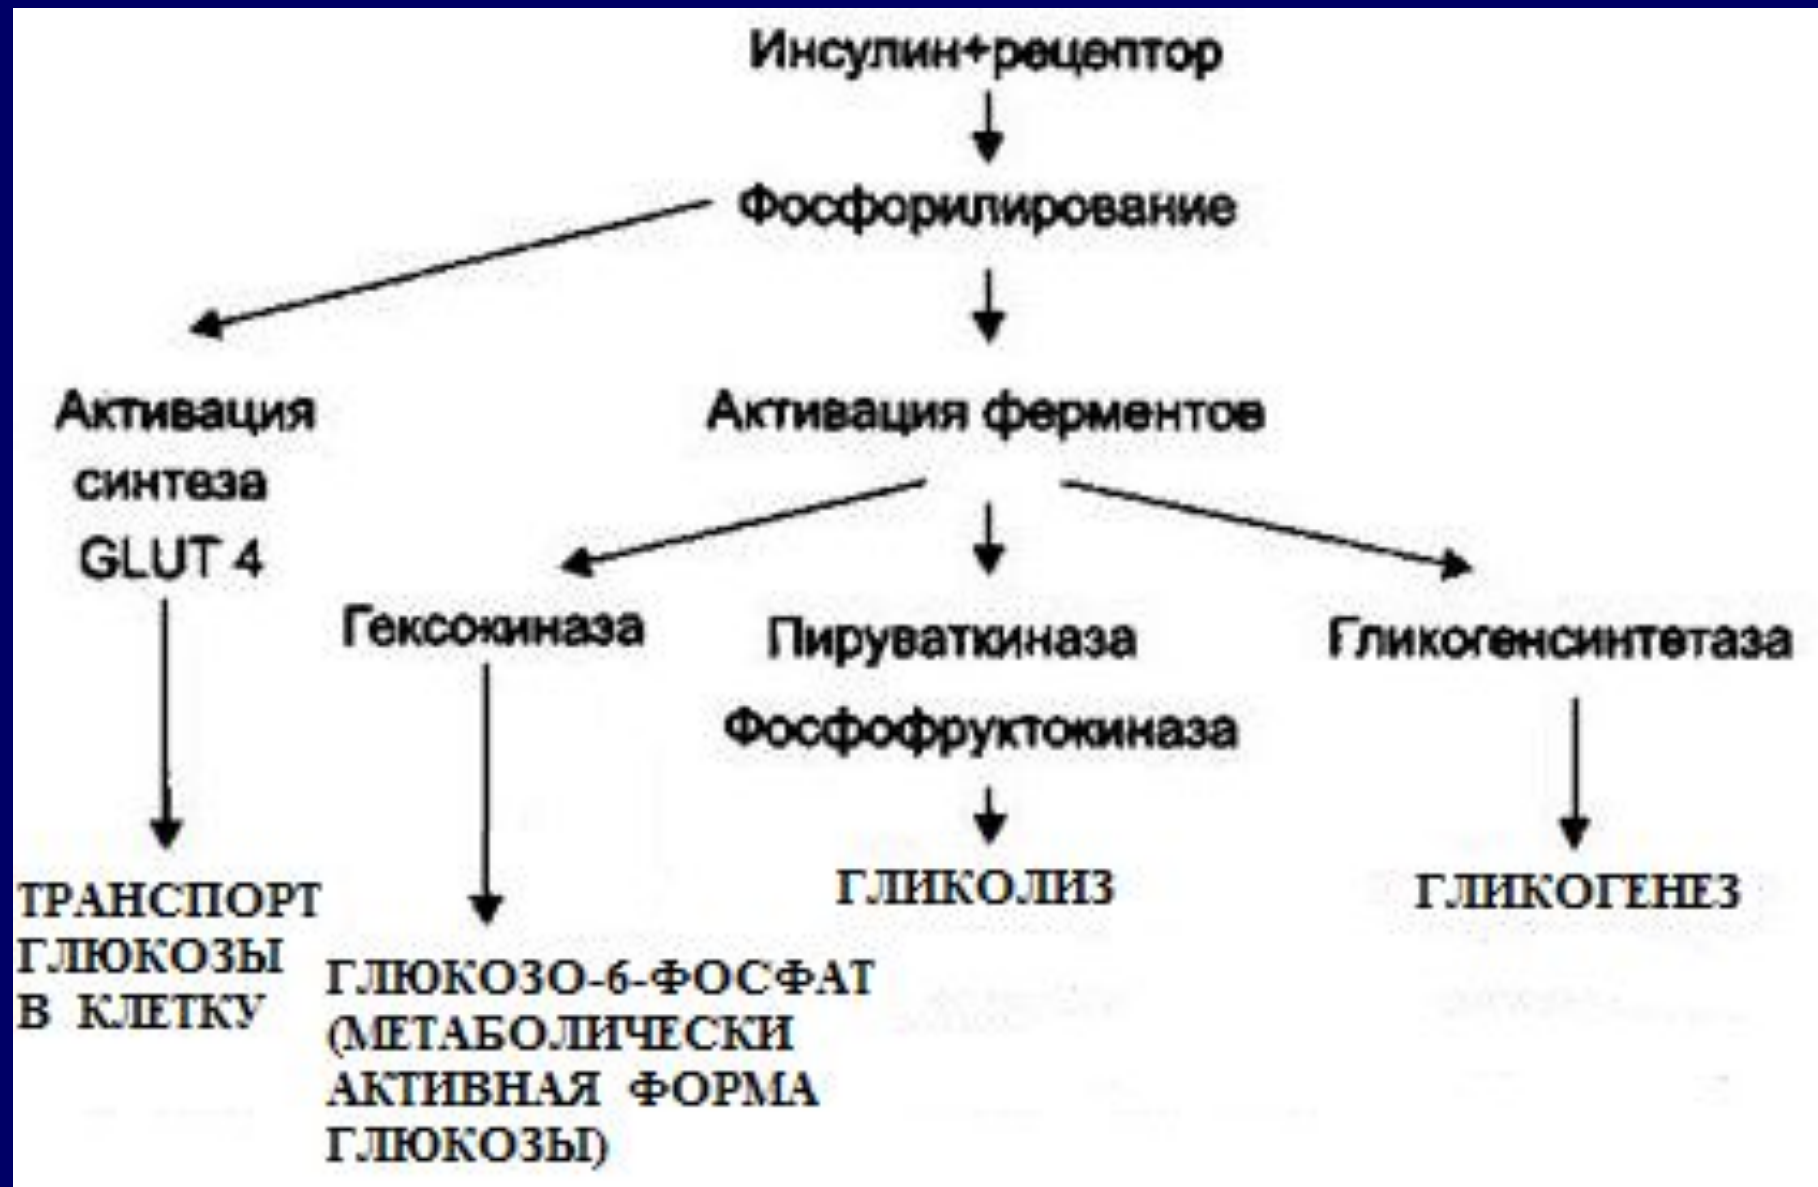 Инсулин+рецептор
Фосфорилирование
Активация
синтеза
GLUT 4
Активация ферментов
Гексокиназа
Пируваткиназа
Фосфофруктокиназа
Гликогенсинтетаза
ТРАНСПОРТ
ГЛЮКОЗЫ
В КЛЕТКУ
ГЛЮКОЗО-6-ФОСФАТ
(МЕТАБОЛИЧЕСКИ
АКТИВНАЯ ФОРМА
ГЛЮКОЗЫ)
ГЛИКОЛИЗ
ГЛИКОГЕНЕЗ